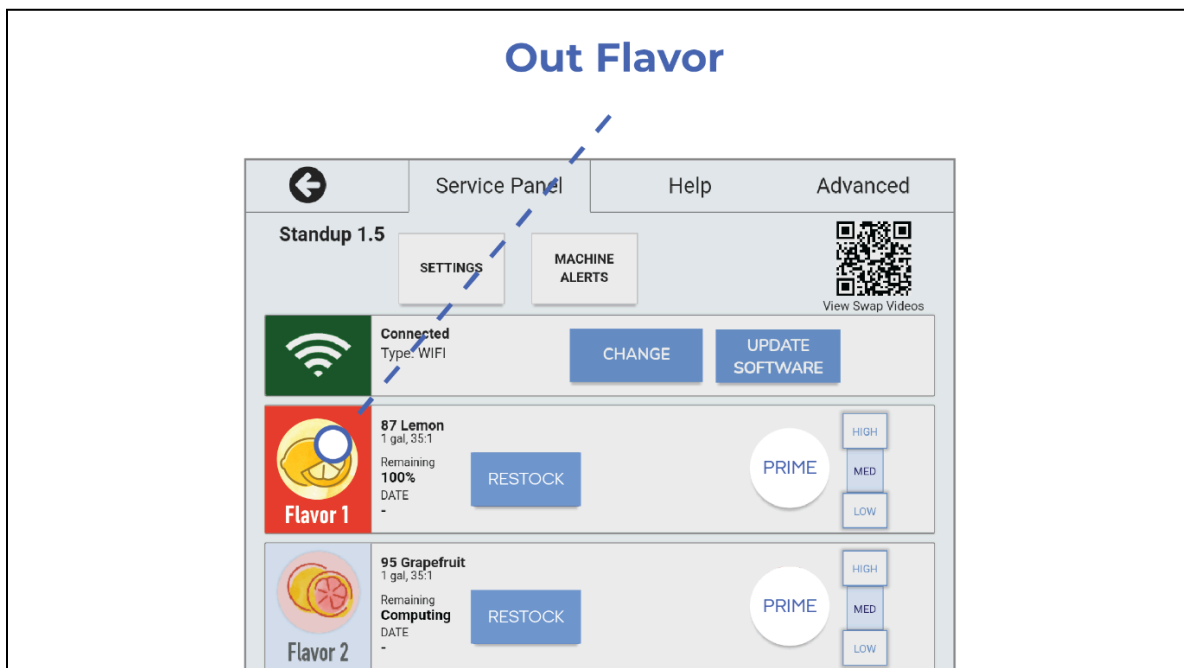 Out Flavor
Service Panel
Help
Advanced
Standup 1.5
SETTINGS
MACHINE
ALERTS
View Swap Videos
Connected
Type: WIFI
CHANGE
UPDATE
SOFTWARE
Flavor 1
87 Lemon
1 gal, 35:1
Remaining
100%
DATE
-
RESTOCK
PRIME
HIGH
MED
LOW
Flavor 2
95 Grapefruit
1 gal, 35:1
Remaining
Computing
DATE
-
RESTOCK
PRIME
HIGH
MED
LOW